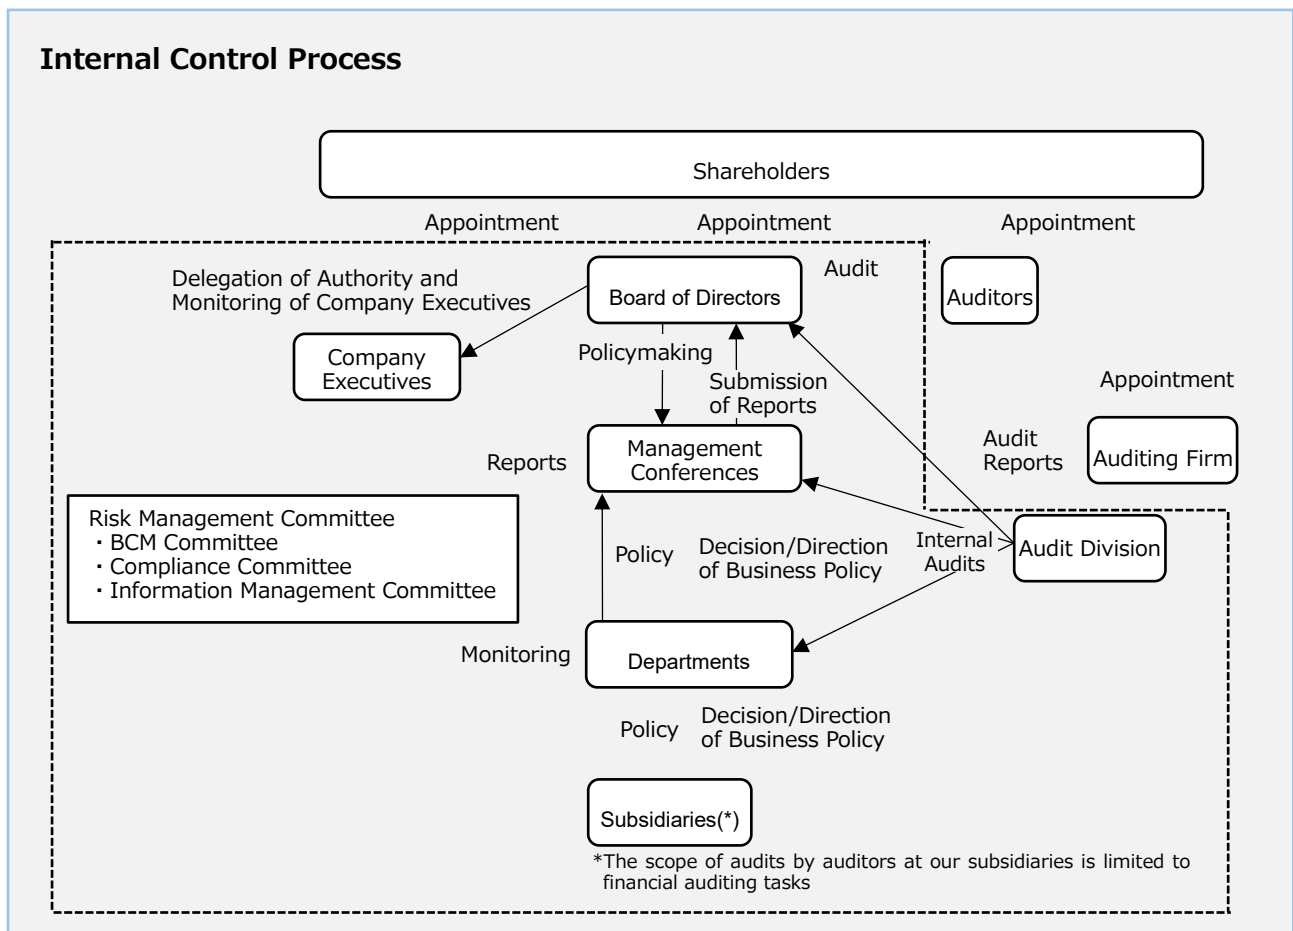 Internal Control Process
Shareholders
Appointment
Appointment
Appointment
Delegation of Authority and
Monitoring of Company Executives
Board of Directors
Audit
Auditors
Company
Executives
Policymaking
Submission
of Reports
Appointment
Reports
Management
Conferences
Audit
Reports
Auditing Firm
Risk Management Committee
・BCM Committee
・Compliance Committee
・Information Management Committee
Policy
Decision/Direction
of Business Policy
Internal
Audits
Audit Division
Monitoring
Departments
Policy
Decision/Direction
of Business Policy
Subsidiaries(*)
*The scope of audits by auditors at our subsidiaries is limited to
financial auditing tasks